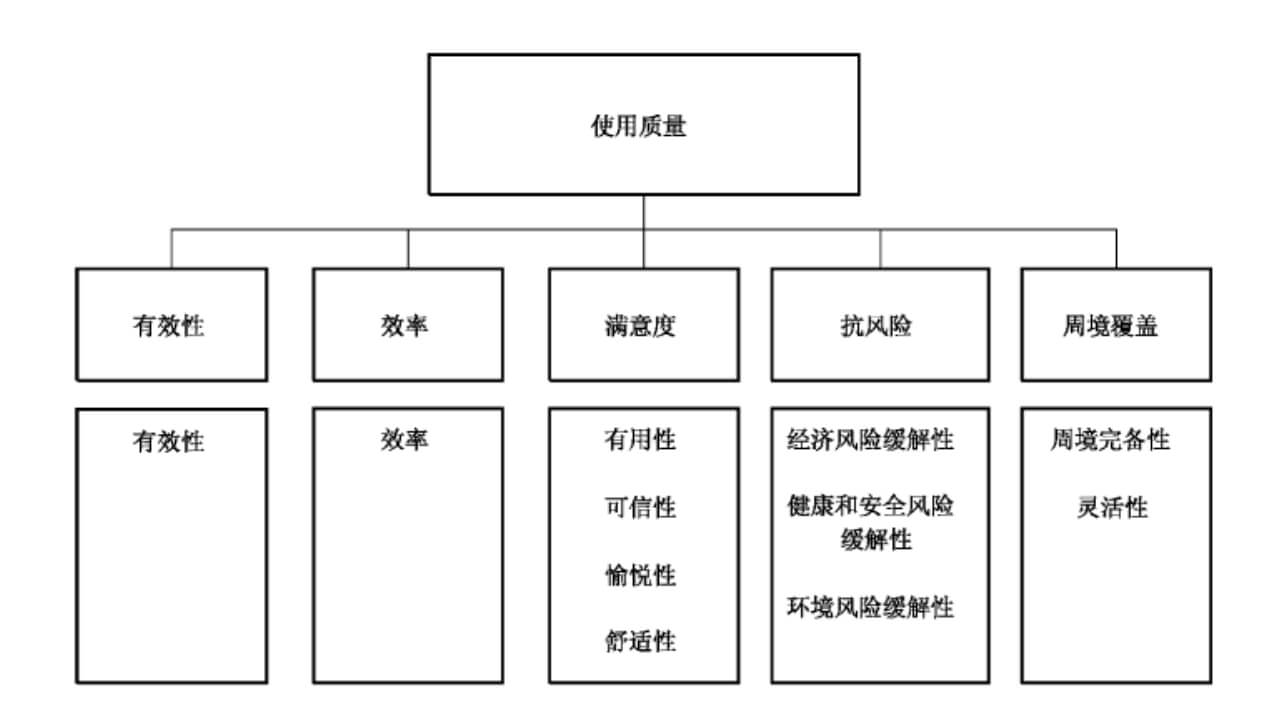 使用质量
有效性
效率
满意度
抗风险
周境覆盖
有效性
效率
有用性
可信性
愉悦性
舒适性
经济风险缓解性
健康和安全风险
缓解性
环境风险缓解性
周境完备性
灵活性